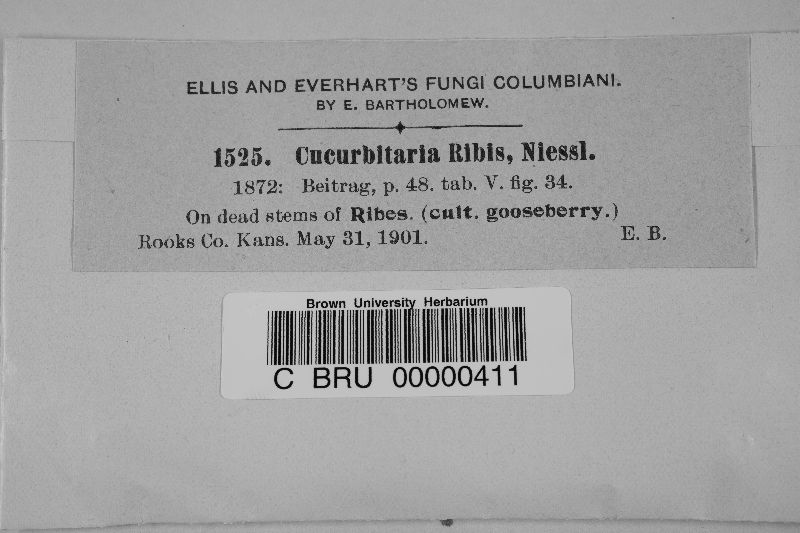 ELLIS AND EVERHART'S FUNGI COLUMBIANI.
BY E. BARTHOLOMEW.
1525. Cucurbitaria Ribis, Niessl.
1872: Beitrag, p. 48. tab. V. fig. 34.
On dead stems of Ribes. (cult. gooseberry.)
Rooks Co. Kans. May 31, 1901. E. B.
Brown University Herbarium
C BRU 00000411